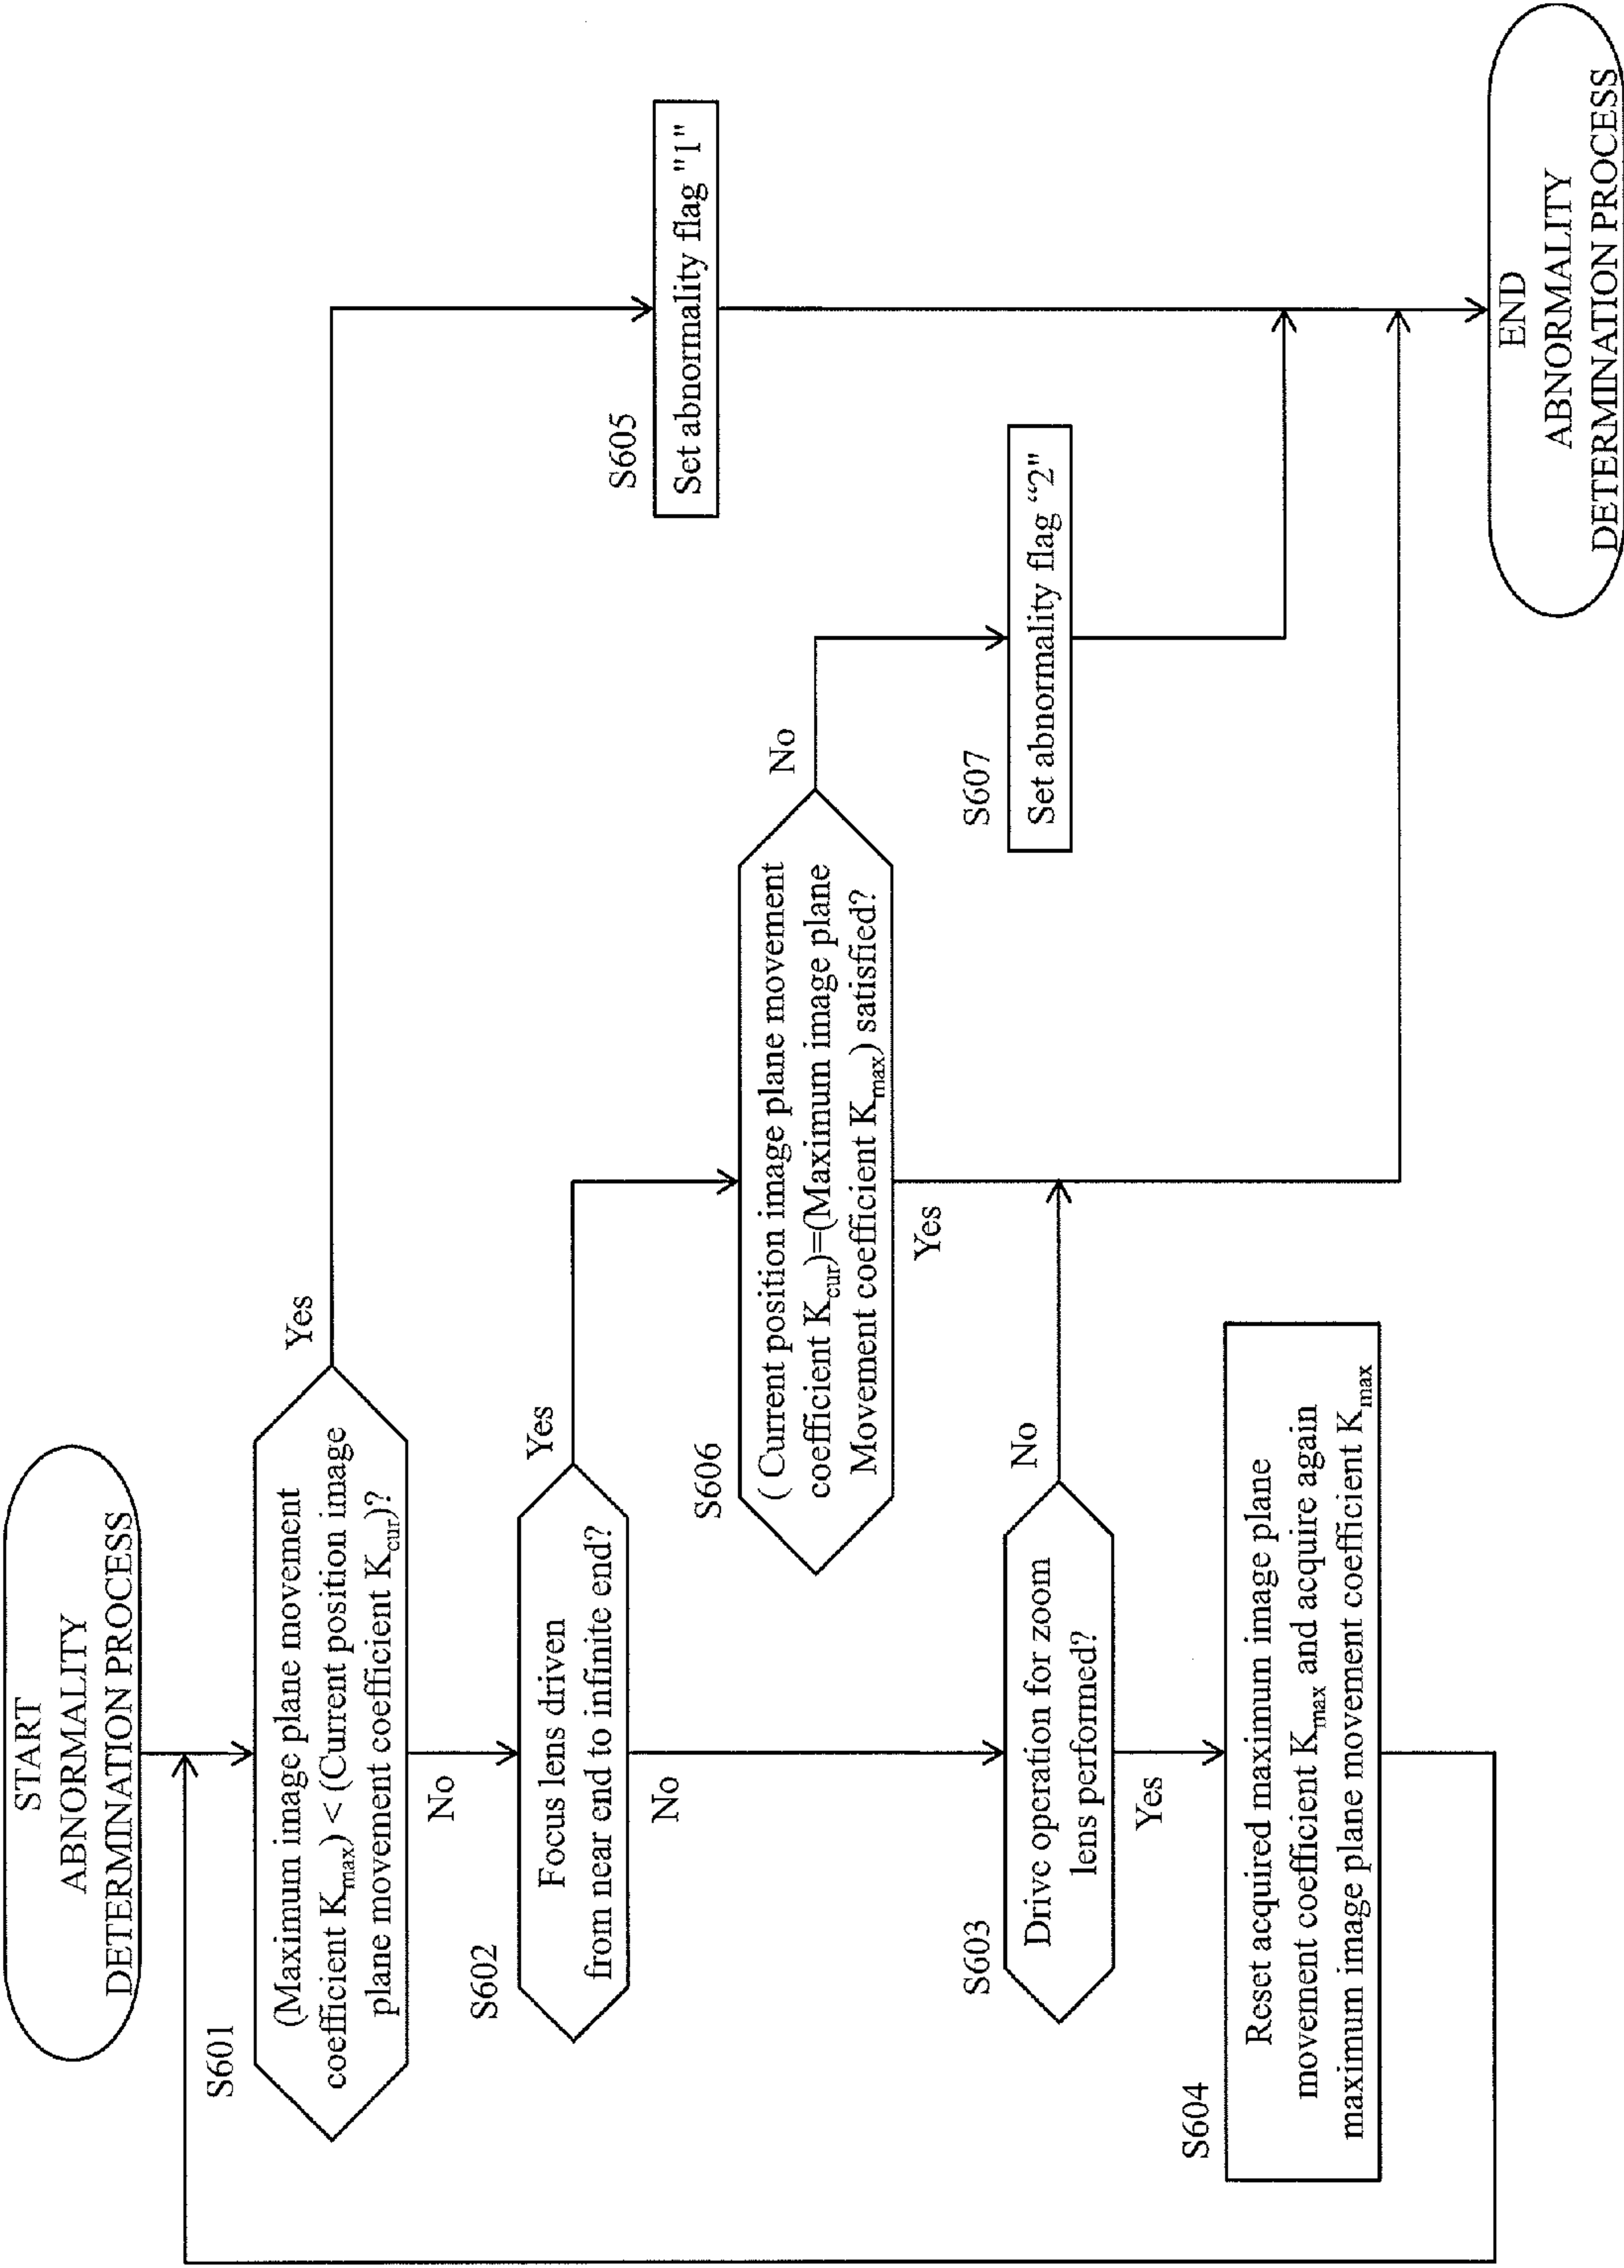 START
ABNORMALITY
DETERMINATION PROCESS
S601
(Maximum image plane movement
coefficient Kmax) < (Current position image
plane movement coefficient Kcur)?
Yes
No
S602
Focus lens driven
from near end to infinite end?
Yes
No
S603
Drive operation for zoom
lens performed?
No
Yes
S604
Reset acquired maximum image plane
movement coefficient Kmax and acquire again
maximum image plane movement coefficient Kmax
S606
( Current position image plane movement
coefficient Kcur)=(Maximum image plane
Movement coefficient Kmax) satisfied?
No
Yes
S605
Set abnormality flag "1"
S607
Set abnormality flag “2"
END
ABNORMALITY
DETERMINATION PROCESS